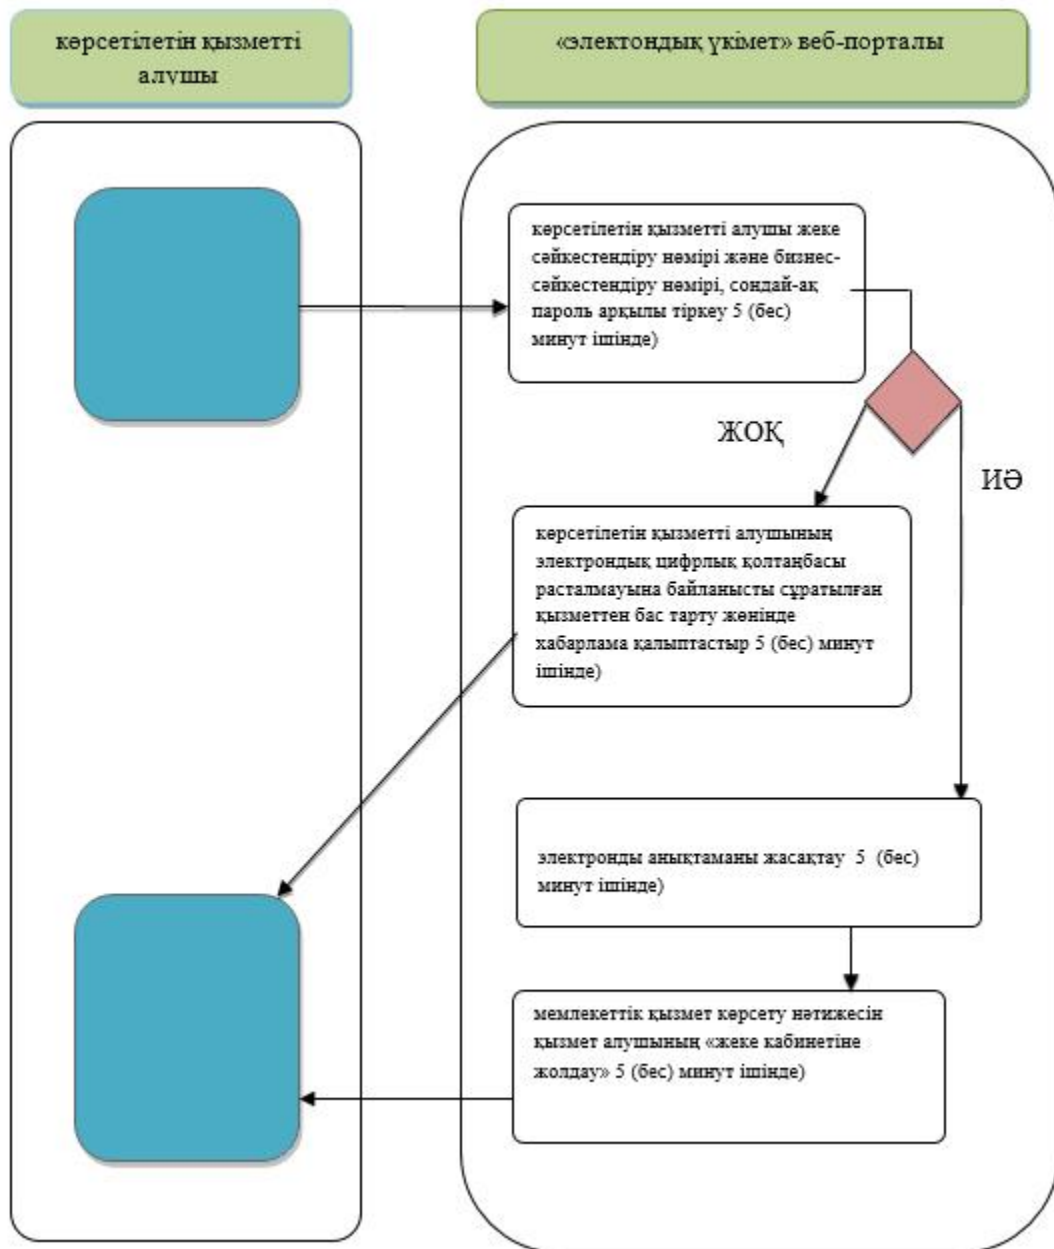 көрсетілетін қызметті
алушы
«электондық үкімет» веб-порталы
көрсетілетін қызметті алушы жеке
сәйкестендіру нөмірі және бизнес-
сәйкестендіру нөмірі, сондай-ақ
пароль арқылы тіркеу 5 (бес)
минут ішінде)
ЖОҚ
ИӘ
көрсетілетін қызметті алушының
электрондық цифрлық қолтаңбасы
расталмауына байланысты сұратылған
қызметтен бас тарту жөнінде
хабарлама қалыптастыр 5 (бес) минут
ішінде)
электронды анықтаманы жасақтау 5 (бес)
минут ішінде)
мемлекеттік қызмет көрсету нәтижесін
қызмет алушының «жеке кабинетіне
жолдау» 5 (бес) минут ішінде)